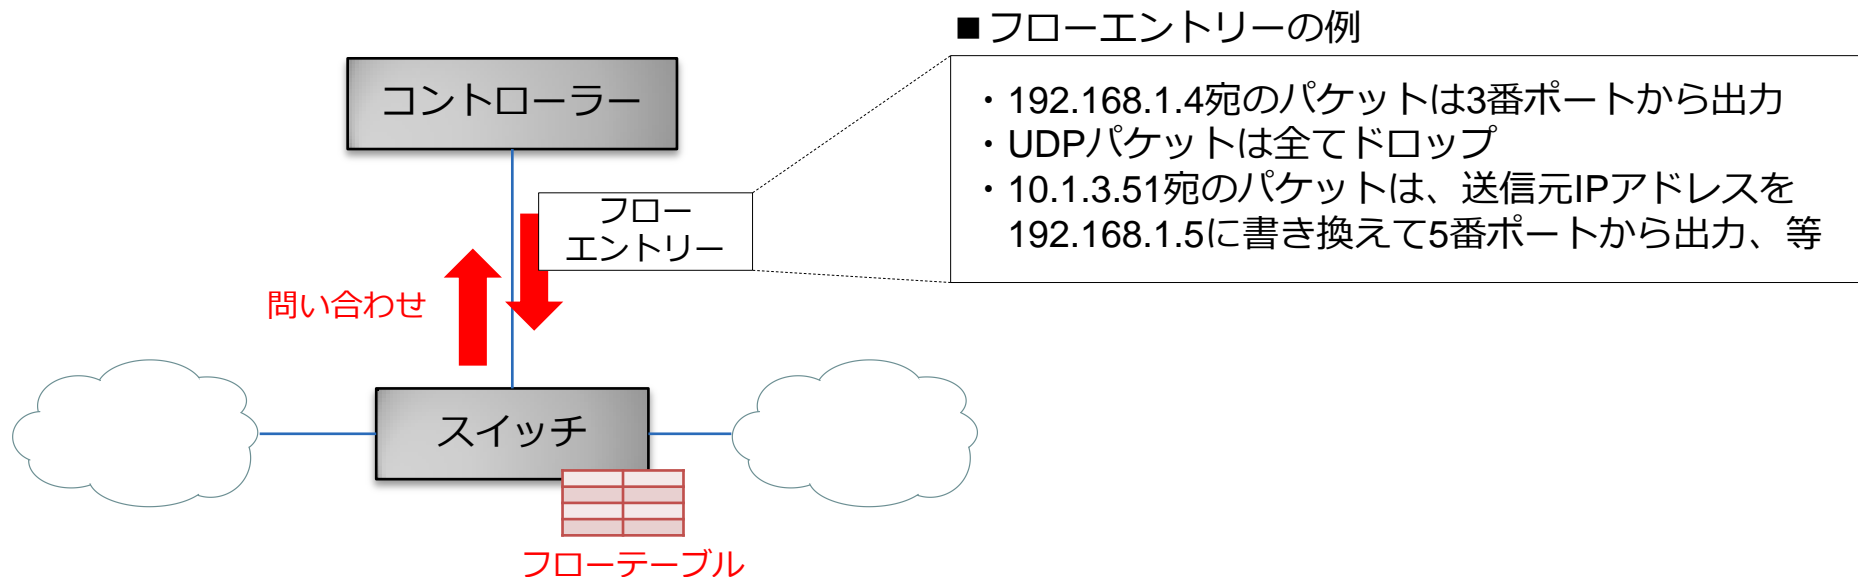 ■フローエントリーの例
コントローラー
・192.168.1.4宛のパケットは3番ポートから出力
・UDPパケットは全てドロップ
・10.1.3.51宛のパケットは、送信元IPアドレスを
192.168.1.5に書き換えて5番ポートから出力、等
フロー
エントリー
問い合わせ
スイッチ
フローテーブル